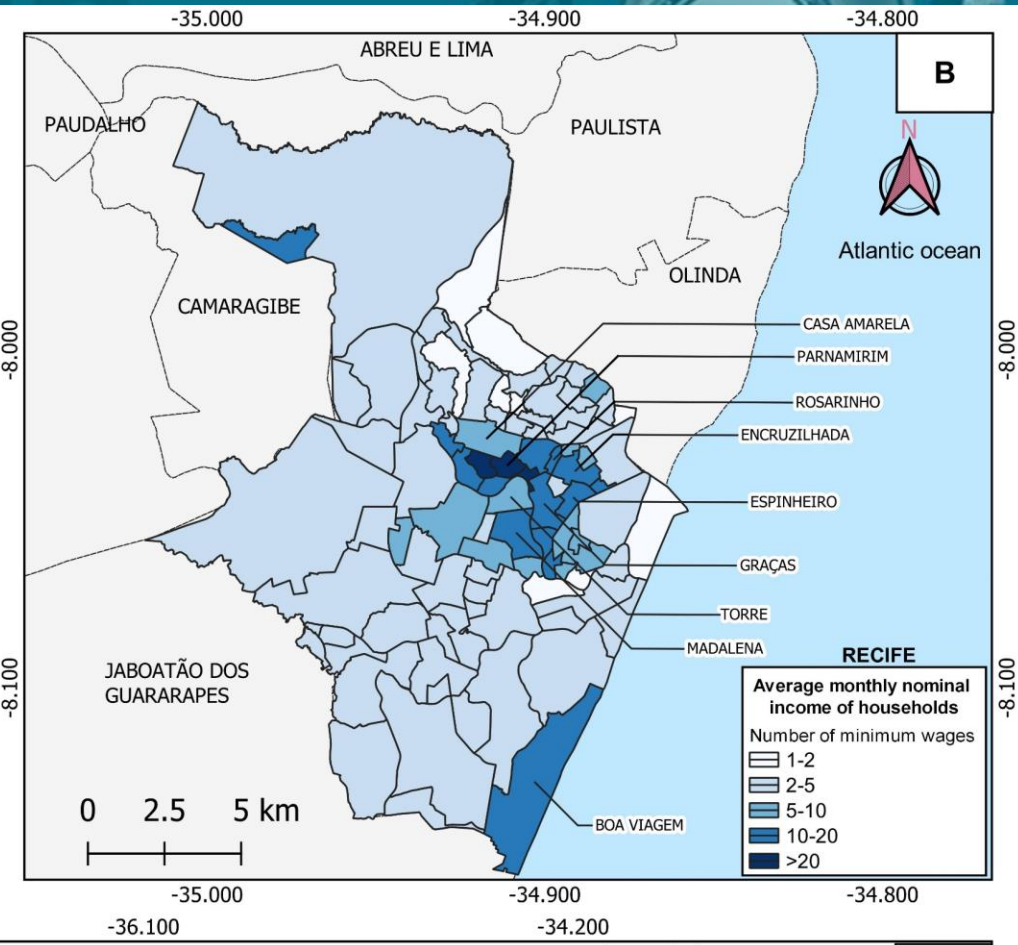 -35.000 -34.900 -34.800
ABREU E LIMA
B
PAUDALHO
PAULISTA
N
Atlantic ocean
OLINDA
CAMARAGIBE
CASA AMARELA
-8.000
-8.000
PARNAMIRIM
ROSARINHO
ENCRUZILHADA
ESPINHEIRO
GRAÇAS
TORRE
MADALENA
RECIFE
JABOATÃO DOS
GUARARAPES
-8.100
-8.100
Average monthly nominal
income of households
Number of minimum wages
1-2
2-5
5-10
10-20
>20
0 2.5 5 km
BOA VIAGEM
-35.000 -34.900 -34.800
-36.100 -34.200